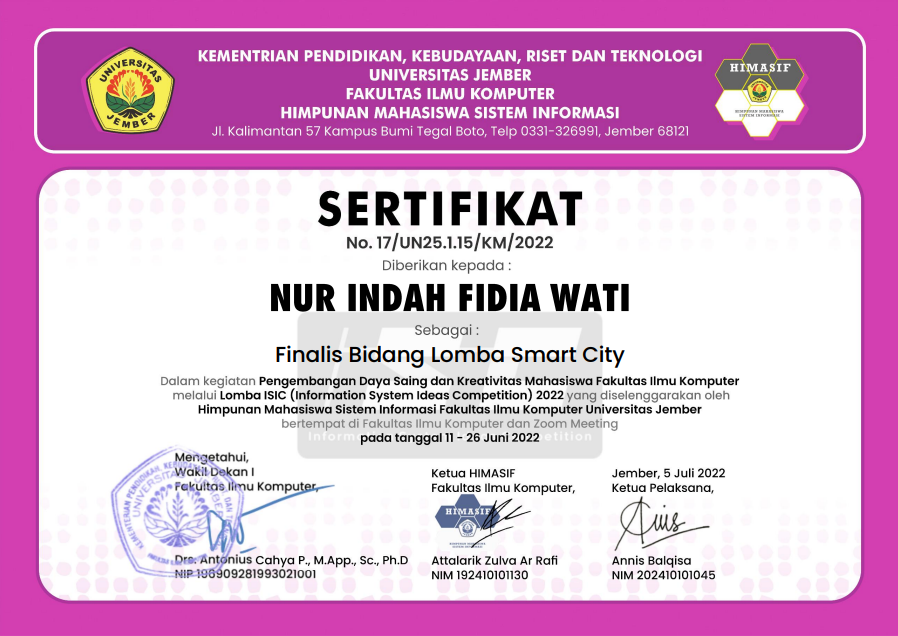 UNIVERSITAS
JEMBER
KEMENTRIAN PENDIDIKAN, KEBUDAYAAN, RISET DAN TEKNOLOGI
UNIVERSITAS JEMBER
FAKULTAS ILMU KOMPUTER
HIMPUNAN MAHASISWA SISTEM INFORMASI
Jl. Kalimantan 57 Kampus Bumi Tegal Boto, Telp 0331-326991, Jember 68121
HIMASIF
HIMPUNAN MAHASISWA
SISTEM INFORMASI
SERTIFIKAT
No. 17/UN25.1.15/KM/2022
Diberikan kepada :
NUR INDAH FIDIA WATI
Sebagai :
Finalis Bidang Lomba Smart City
Dalam kegiatan Pengembangan Daya Saing dan Kreativitas Mahasiswa Fakultas Ilmu Komputer
melalui Lomba ISIC (Information System Ideas Competition) 2022 yang diselenggarakan oleh
Himpunan Mahasiswa Sistem Informasi Fakultas Ilmu Komputer Universitas Jember
bertempat di Fakultas Ilmu Komputer dan Zoom Meeting
pada tanggal 11 - 26 Juni 2022
Mengetahui,
Wakil Dekan I
Fakultas Ilmu Komputer,
Drs. Antonius Cahya P., M.App., Sc., Ph.D
NIP 196909281993021001
Ketua HIMASIF
Fakultas Ilmu Komputer,
HIMASIF
Attalarik Zulva Ar Rafi
NIM 192410101130
Jember, 5 Juli 2022
Ketua Pelaksana,
Annis Balqisa
NIM 202410101045